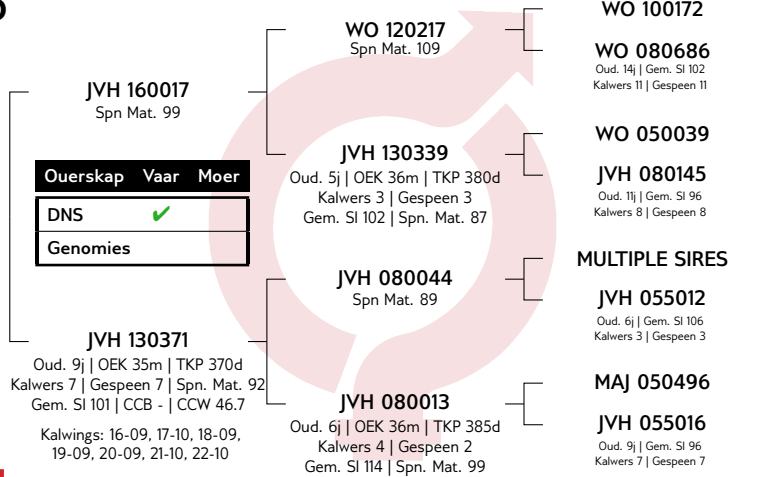 JVH 160017
Spn Mat. 99
Ouerskap Vaar Moer
DNS ✔
Genomies
JVH 130371
Oud. 9j | OEK 35m | TKP 370d
Kalwers 7 | Gespeen 7 | Spn. Mat. 92
Gem. SI 101 | CCB - | CCW 46.7
Kalwings: 16-09, 17-10, 18-09,
19-09, 20-09, 21-10, 22-10
WO 120217
Spn Mat. 109
JVH 130339
Oud. 5j | OEK 36m | TKP 380d
Kalwers 3 | Gespeen 3
Gem. SI 102 | Spn. Mat. 87
JVH 080044
Spn Mat. 89
JVH 080013
Oud. 6j | OEK 36m | TKP 385d
Kalwers 4 | Gespeen 2
Gem. SI 114 | Spn. Mat. 99
WO 100172
WO 080686
Oud. 14j | Gem. SI 102
Kalwers 11 | Gespeen 11
WO 050039
JVH 080145
Oud. 11j | Gem. SI 96
Kalwers 8 | Gespeen 8
MULTIPLE SIRES
JVH 055012
Oud. 6j | Gem. SI 106
Kalwers 3 | Gespeen 3
MAJ 050496
JVH 055016
Oud. 9j | Gem. SI 96
Kalwers 7 | Gespeen 7